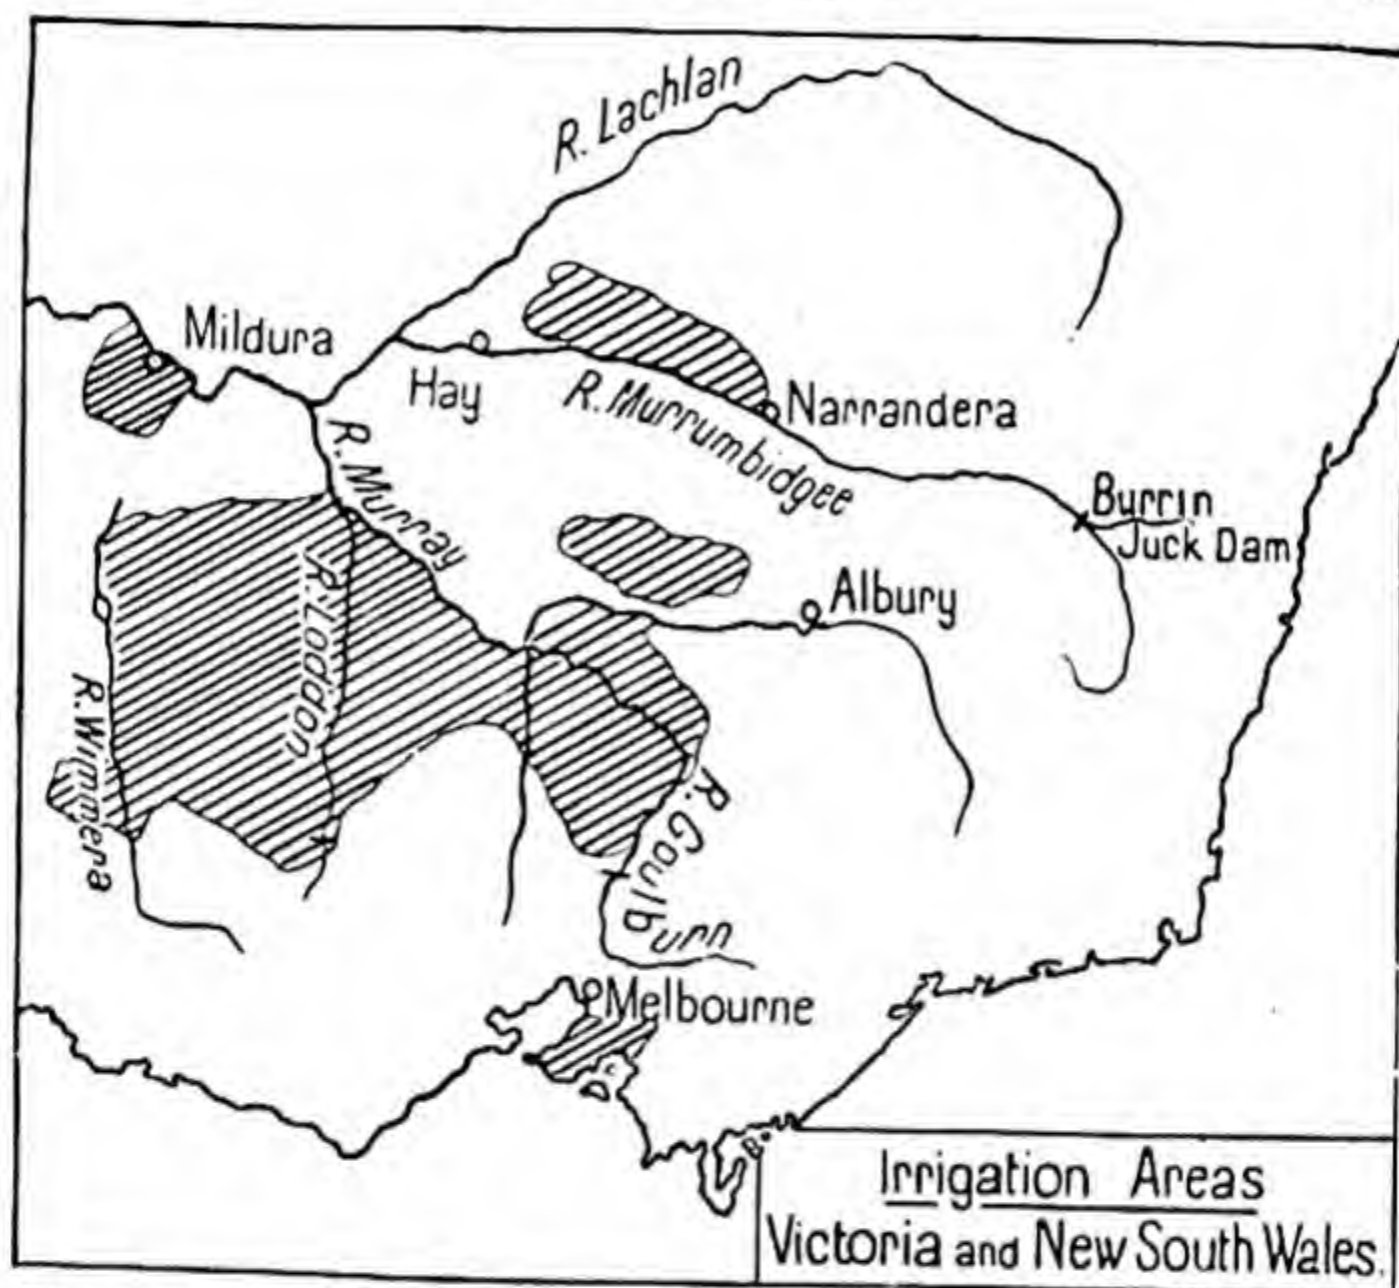 R. Lachlan
Mildura
Hay
R. Murrumbidgee
Narrandera
R. Murray
Burrin
Juck Dam
Albury
R. Loddon
R. Wimmera
R. Goulburn
Melbourne
Irrigation Areas
Victoria and New South Wales.